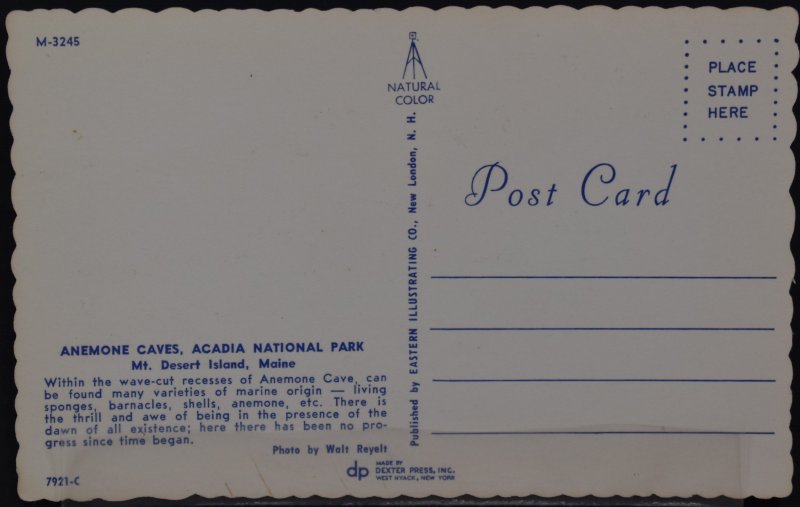 M-3245
ANEMONE CAVES, ACADIA NATIONAL PARK
Mt. Desert Island, Maine
Within the wave-cut recesses of Anemone Cave, can
be found many varieties of marine origin — living
sponges, barnacles, shells, anemone, etc. There is
the thrill and awe of being in the presence of the
dawn of all existence; here there has been no pro-
gress since time began.
Photo by Walt Reyelt
7921-C
NATURAL
COLOR
Published by EASTERN ILLUSTRATING CO., New London, N. H.
dp MADE BY
DEXTER PRESS, INC.
WEST NYACK, NEW YORK
Post Card
PLACE
STAMP
HERE